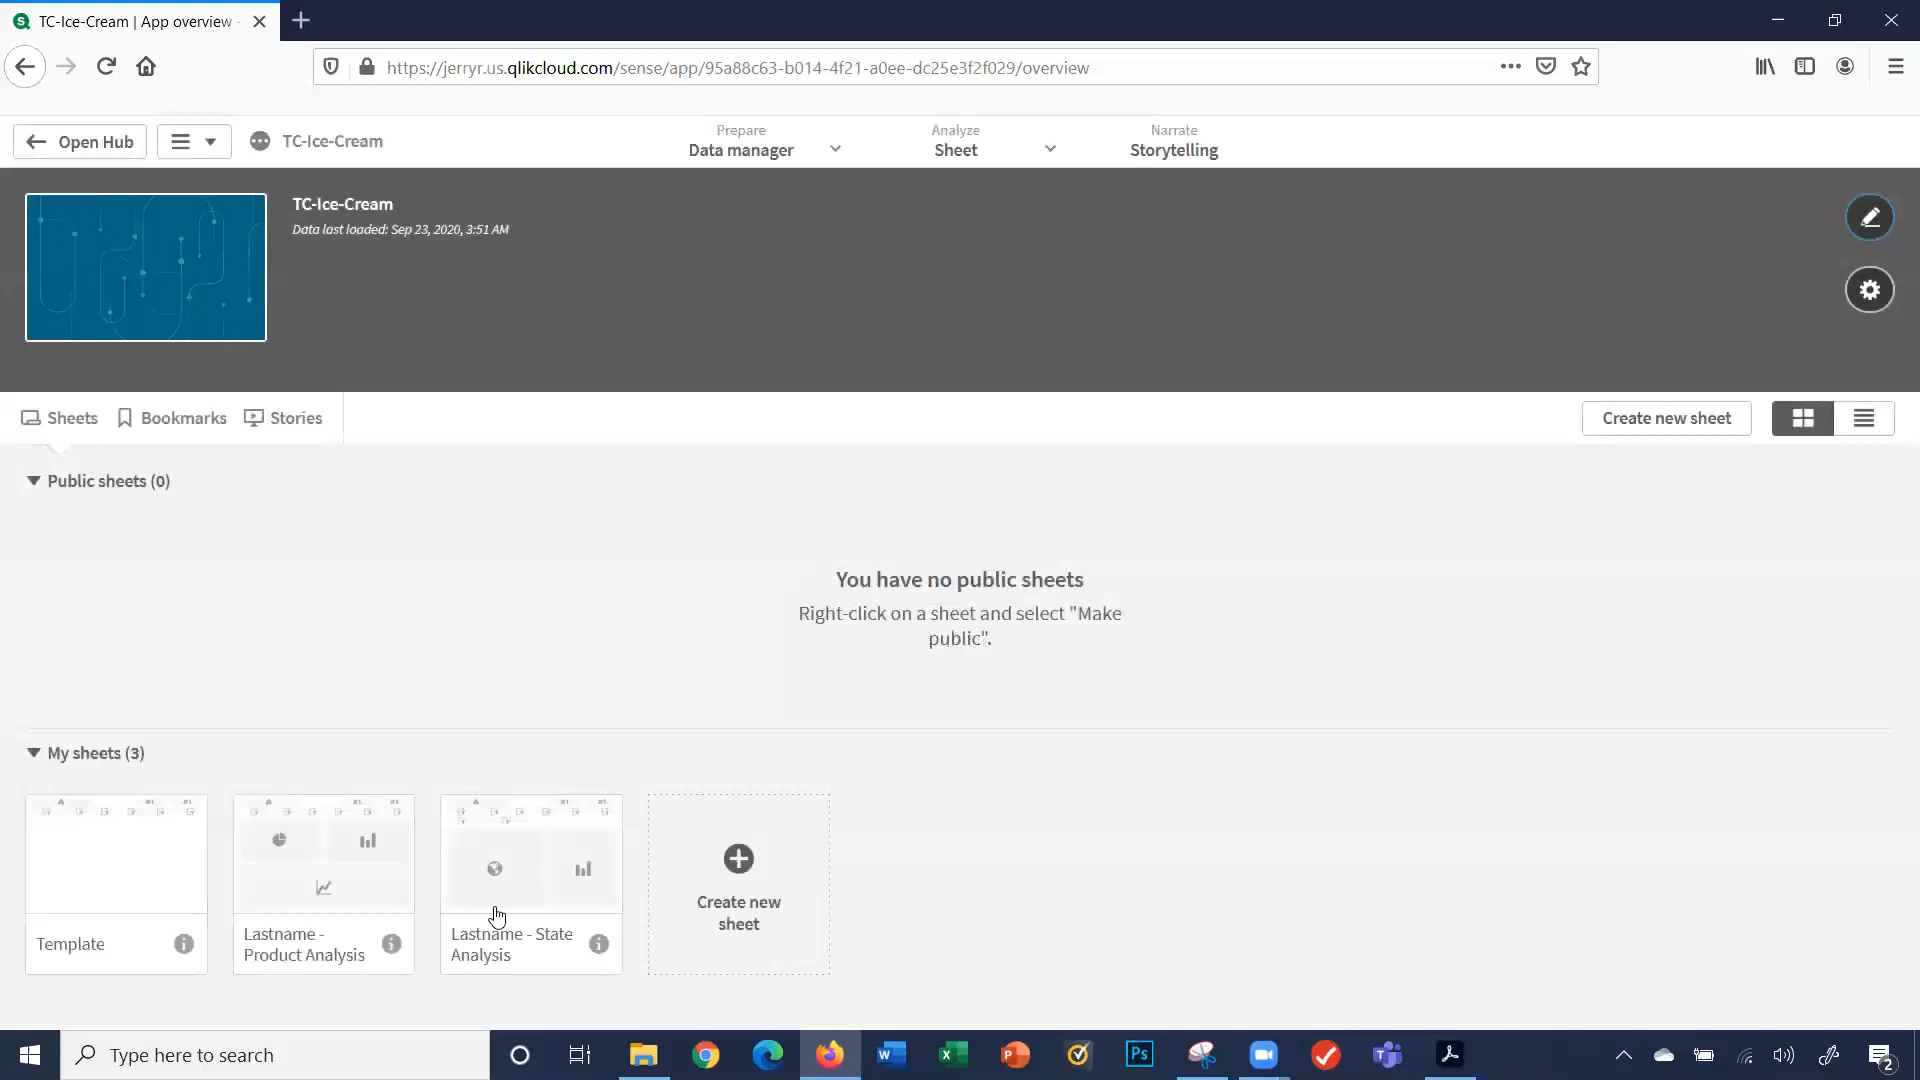 TC-Ice-Cream | App overview -
https://jerryr.us.qlikcloud.com/sense/app/95a88c63-b014-4f21-a0ee-dc25e3f2f029/overview
Open Hub
TC-Ice-Cream
Prepare
Data manager
Analyze
Sheet
Narrate
Storytelling
TC-Ice-Cream
Data last loaded: Sep 23, 2020, 3:51 AM
Sheets
Bookmarks
Stories
Create new sheet
Public sheets (0)
You have no public sheets
Right-click on a sheet and select "Make
public".
My sheets (3)
Template
Lastname -
Product Analysis
Lastname - State
Analysis
Create new
sheet
Type here to search
Ps
2